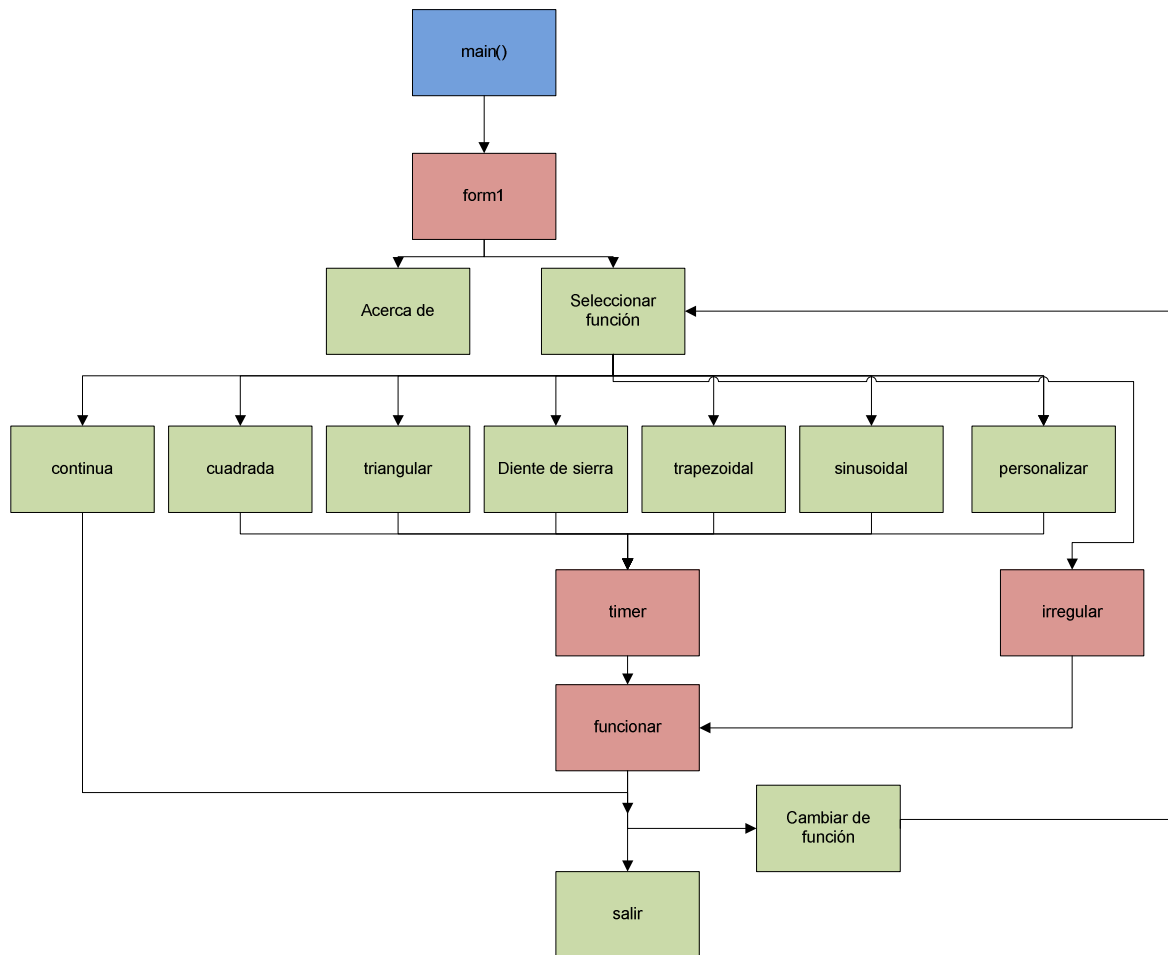 main()
form1
Acerca de
Seleccionar
función
continua
cuadrada
triangular
Diente de sierra
trapezoidal
sinusoidal
personalizar
timer
irregular
funcionar
Cambiar de
función
salir